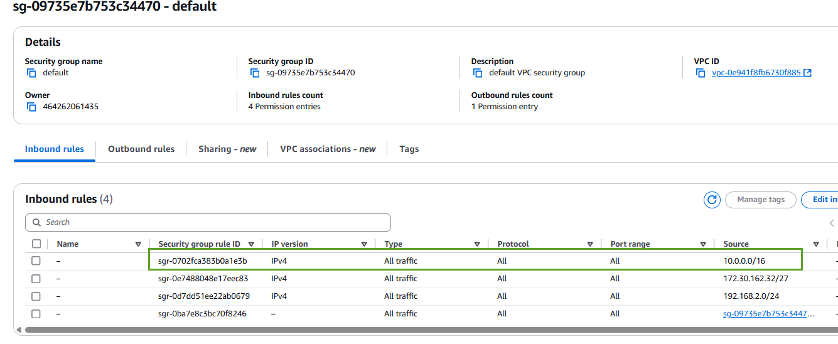 sg-09735e7b753c34470 - default
Details
Security group name Security group ID Description VPC ID
default sg-09735e7b753c34470 default VPC security group vpc-0e941f8fb6730f885
Owner Inbound rules count Outbound rules count
464262061435 4 Permission entries 1 Permission entry
Inbound rules Outbound rules Sharing - new VPC associations - new Tags
Inbound rules (4) Manage tags Edit in
Search
Name Security group rule ID IP version Type Protocol Port range Source
– sgr-0702fca383b0a1e3b IPv4 All traffic All All 10.0.0.0/16
– sgr-0e7488048e17eec83 IPv4 All traffic All All 172.30.162.32/27
– sgr-0d7dd51ee22ab0679 IPv4 All traffic All All 192.168.2.0/24
– sgr-0ba7e8c3bc70f8246 – All traffic All All sg-09735e7b753c3447...